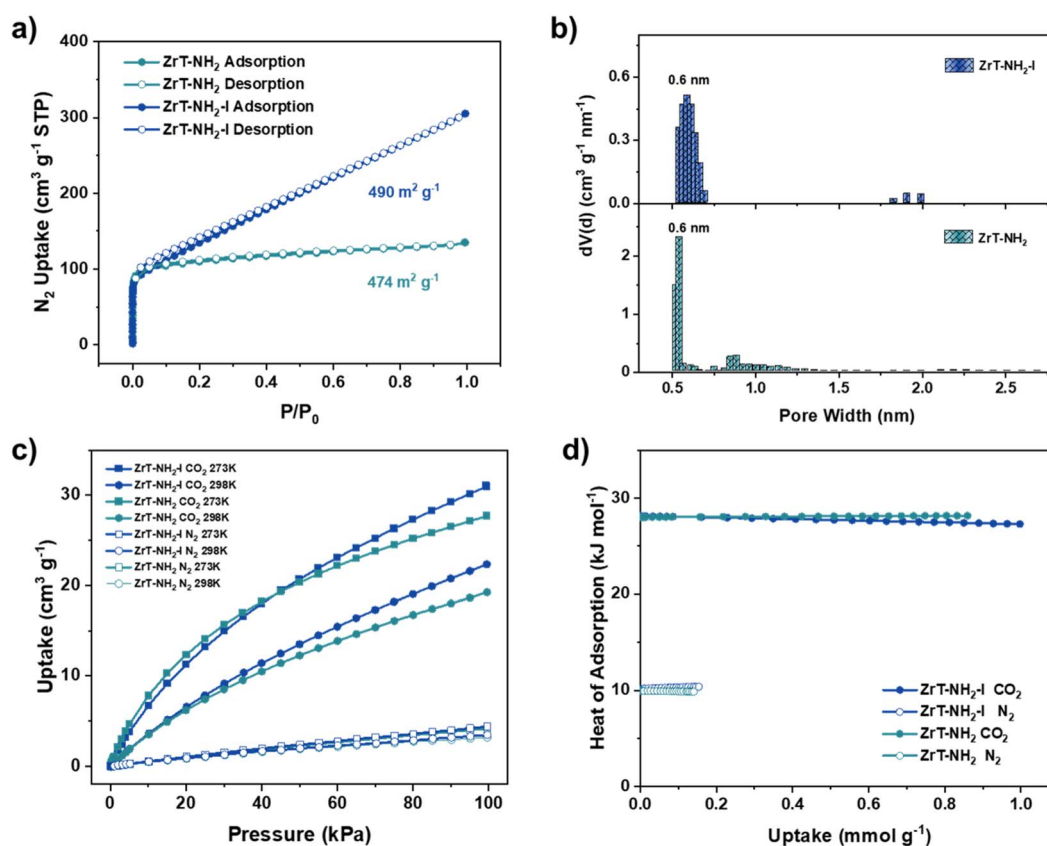 a)
400
300
200
100
0
N₂ Uptake (cm³ g⁻¹ STP)
ZrT-NH₂ Adsorption
ZrT-NH₂ Desorption
ZrT-NH₂-I Adsorption
ZrT-NH₂-I Desorption
490 m² g⁻¹
474 m² g⁻¹
0.0 0.2 0.4 0.6 0.8 1.0
P/P₀
b)
0.6
0.3
0.0
2
1
0
dV(d) (cm³ g⁻¹ nm⁻¹)
0.6 nm
ZrT-NH₂-I
0.6 nm
ZrT-NH₂
0.5 1.0 1.5 2.0 2.5
Pore Width (nm)
c)
30
20
10
0
Uptake (cm³ g⁻¹)
ZrT-NH₂-I CO₂ 273K
ZrT-NH₂-I CO₂ 298K
ZrT-NH₂ CO₂ 273K
ZrT-NH₂ CO₂ 298K
ZrT-NH₂-I N₂ 273K
ZrT-NH₂-I N₂ 298K
ZrT-NH₂ N₂ 273K
ZrT-NH₂ N₂ 298K
0 20 40 60 80 100
Pressure (kPa)
d)
40
30
20
10
0
Heat of Adsorption (kJ mol⁻¹)
ZrT-NH₂-I CO₂
ZrT-NH₂-I N₂
ZrT-NH₂ CO₂
ZrT-NH₂ N₂
0.0 0.2 0.4 0.6 0.8 1.0
Uptake (mmol g⁻¹)